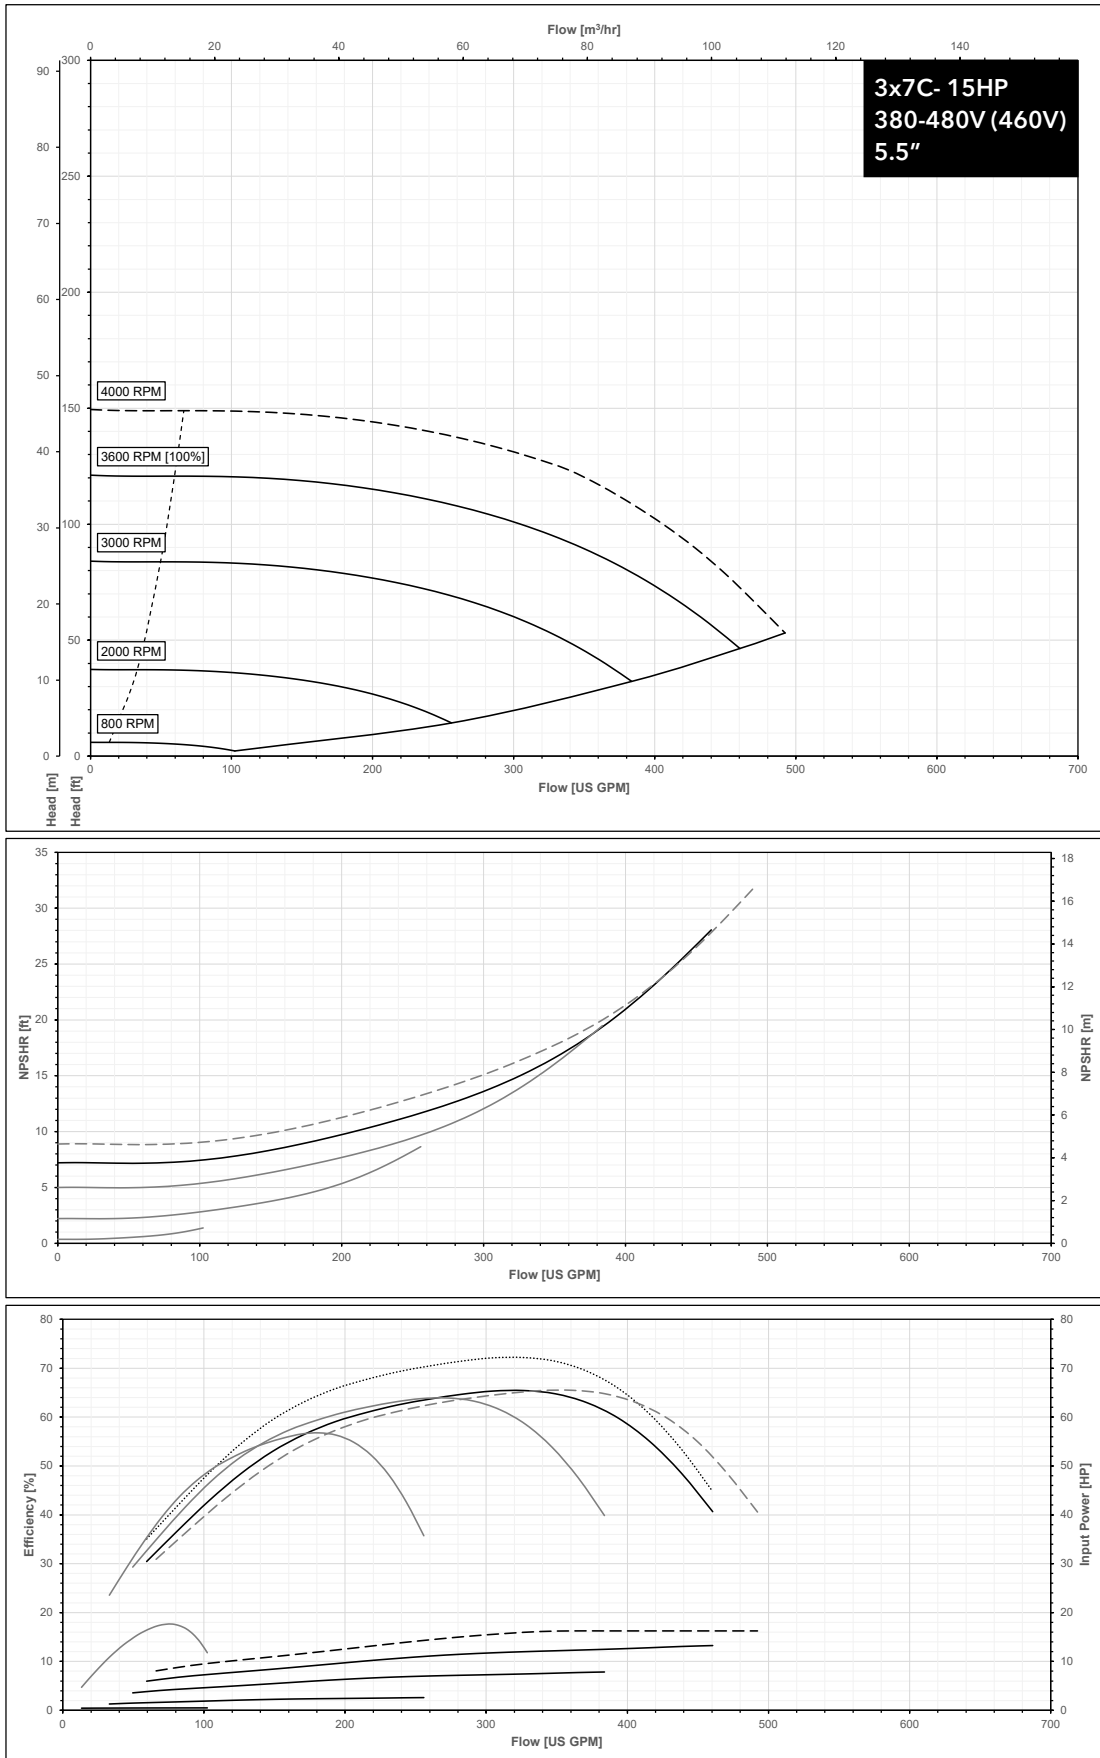 Flow [m³/hr]
0 20 40 60 80 100 120 140
3x7C- 15HP
380-480V (460V)
5.5"
90
80
70
60
50
40
30
20
10
0
300
250
200
150
100
50
0
4000 RPM
3600 RPM [100%]
3000 RPM
2000 RPM
800 RPM
0 100 200 300 400 500 600 700
Head [m]
Head [ft]
Flow [US GPM]
35
30
25
20
15
10
5
0
NPSHR [ft]
18
16
14
12
10
8
6
4
2
0
NPSHR [m]
0 100 200 300 400 500 600 700
Flow [US GPM]
80
70
60
50
40
30
20
10
0
Efficiency [%]
80
70
60
50
40
30
20
10
0
Input Power [HP]
0 100 200 300 400 500 600 700
Flow [US GPM]